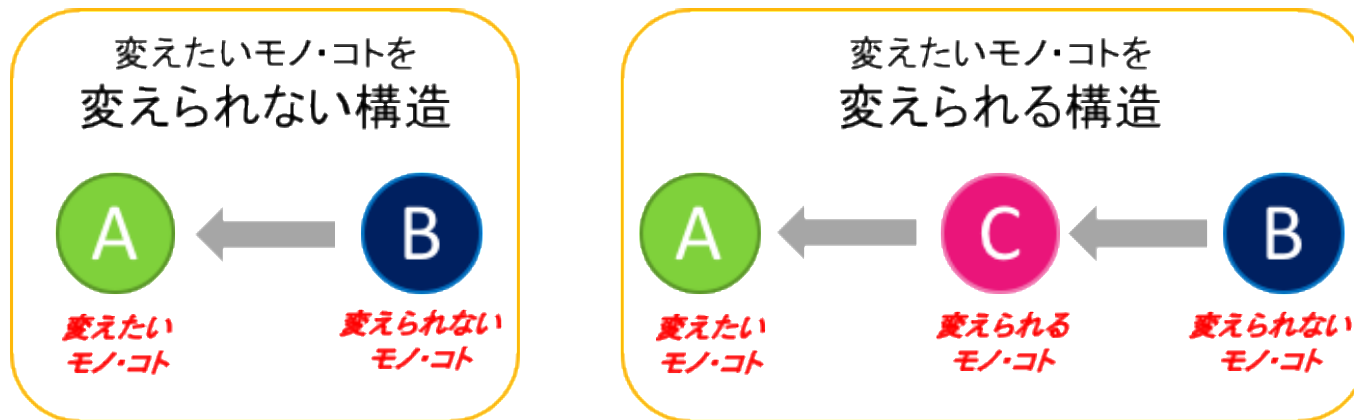 変えたいモノ・コトを
変えられない構造
A
B
変えたい
モノ・コト
変えられない
モノ・コト
変えたいモノ・コトを
変えられる構造
A
C
B
変えたい
モノ・コト
変えられる
モノ・コト
変えられない
モノ・コト